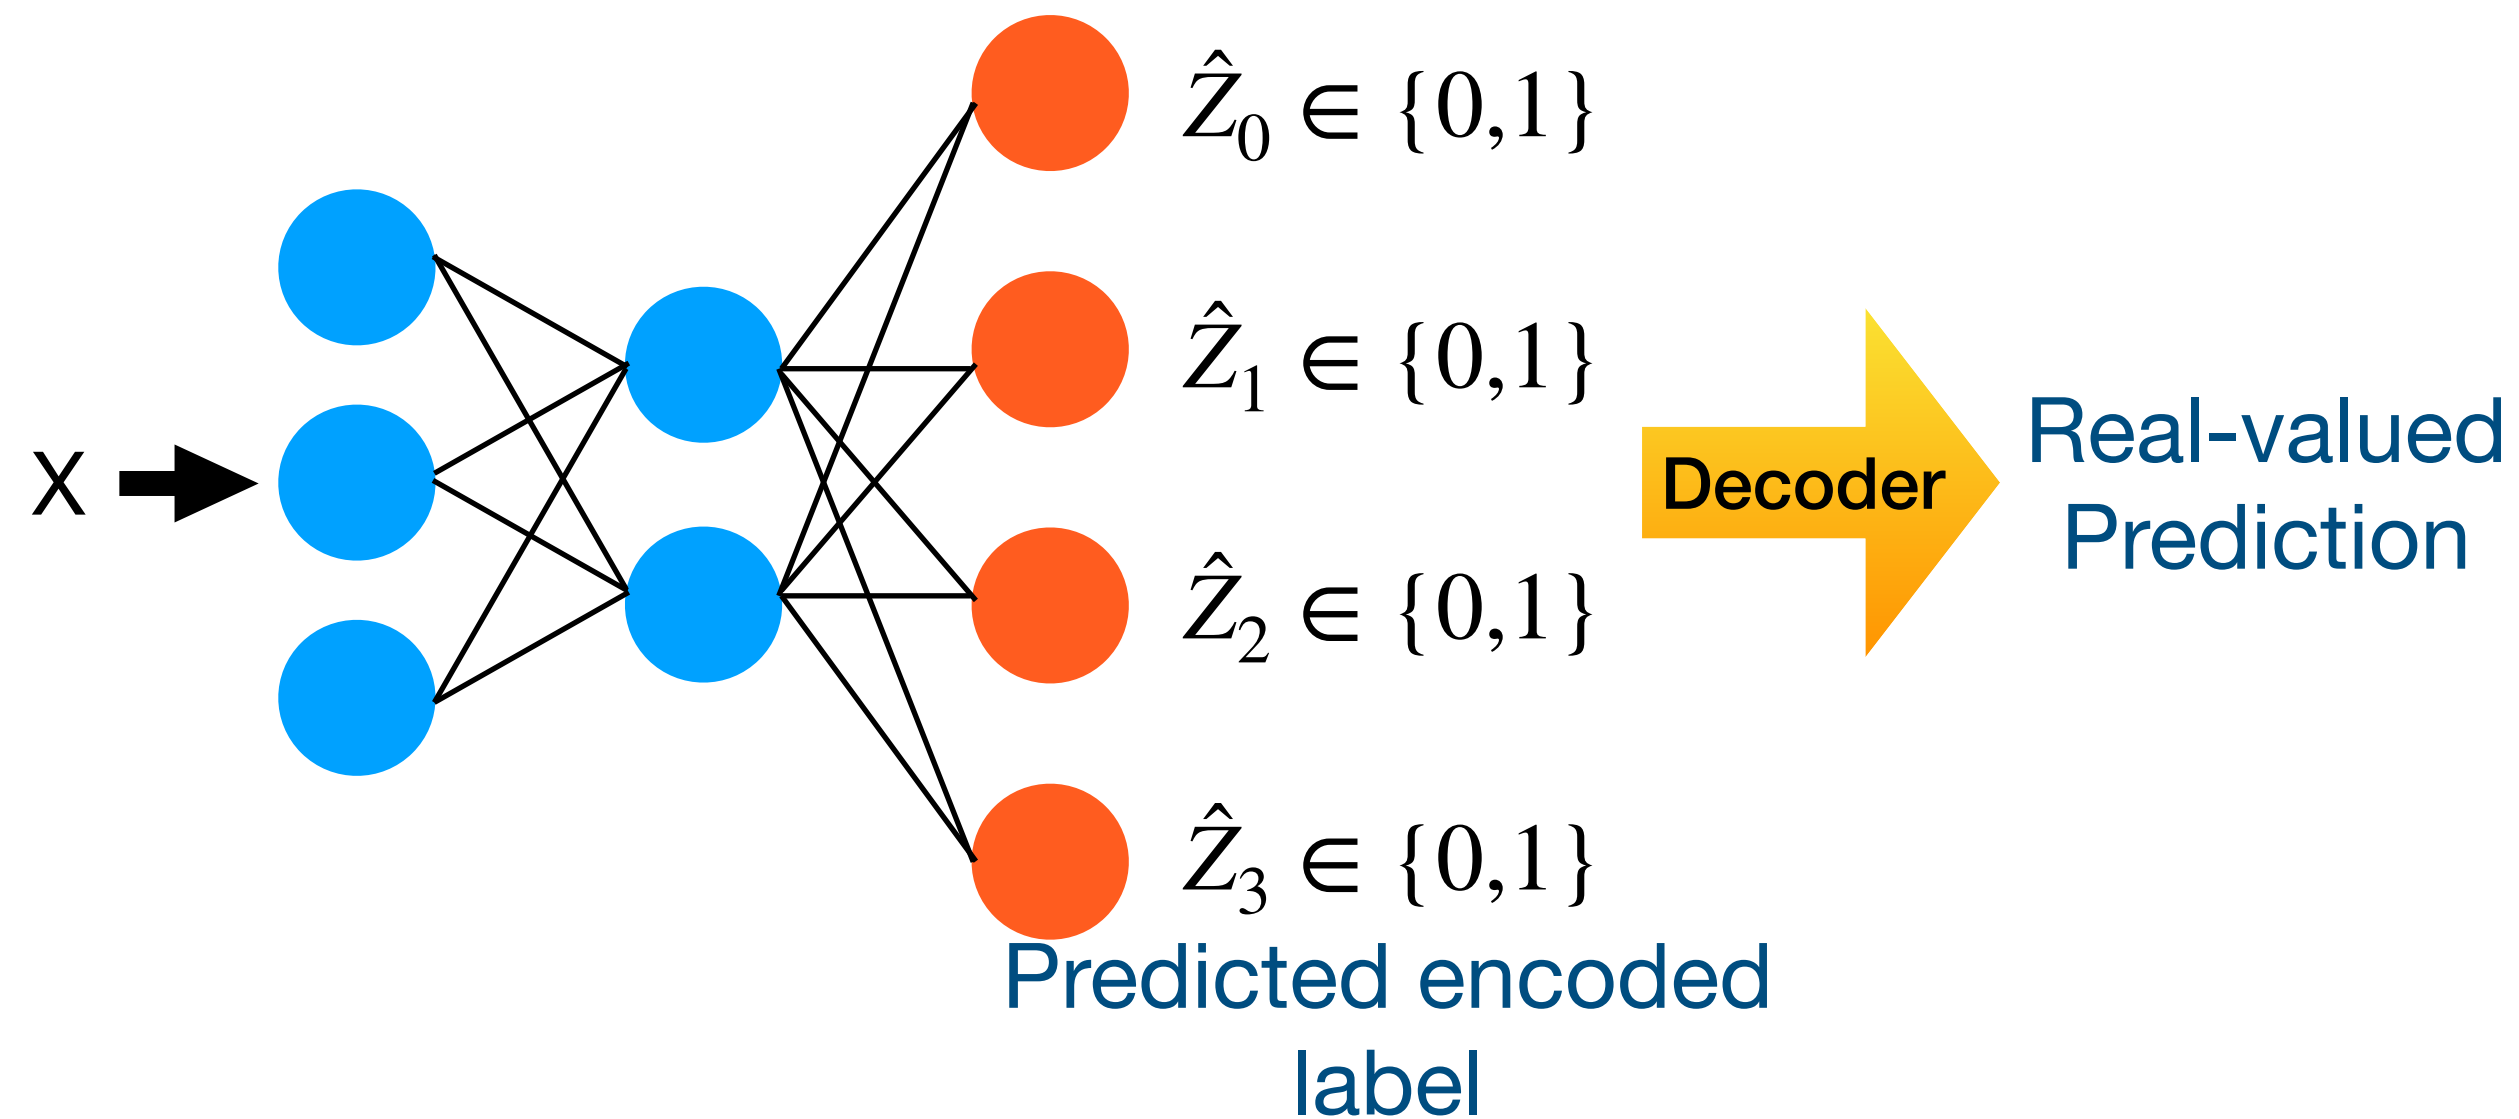 x
ẑ₀ ∈ {0,1}
ẑ₁ ∈ {0,1}
ẑ₂ ∈ {0,1}
ẑ₃ ∈ {0,1}
Predicted encoded
label
Decoder
Real-valued
Prediction